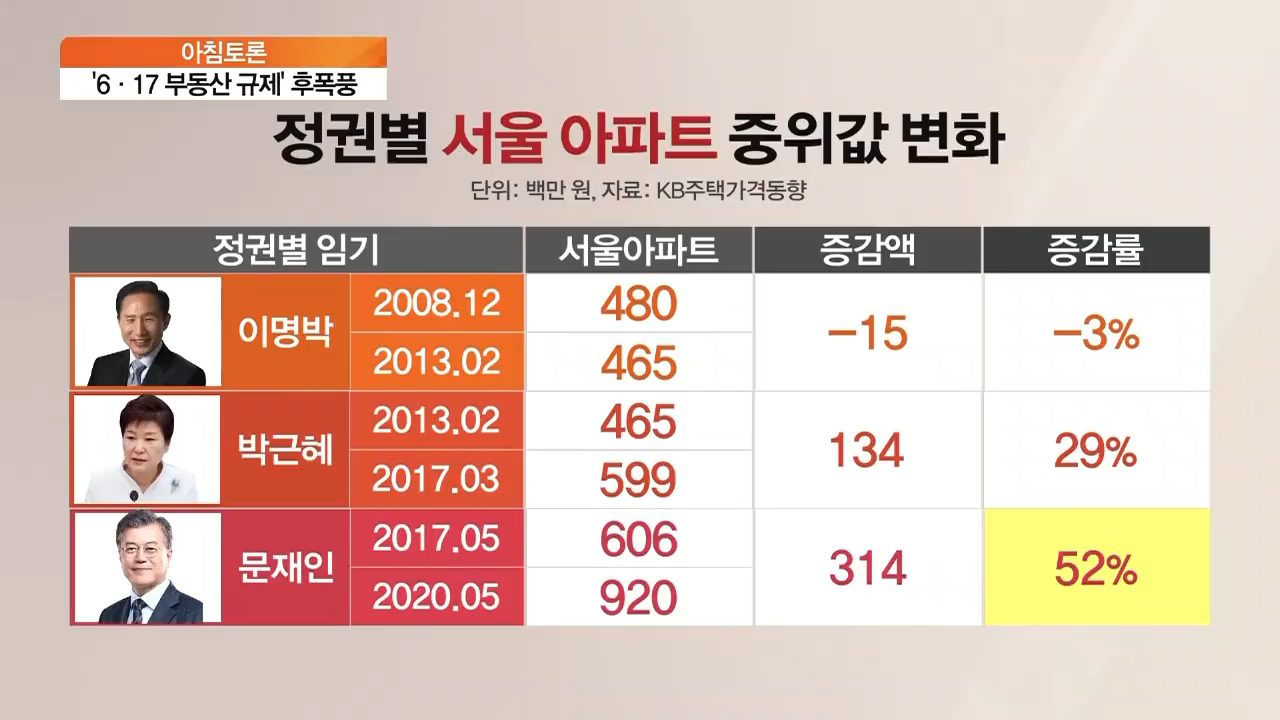 아침토론
'6·17 부동산 규제' 후폭풍
정권별 서울 아파트 중위값 변화
단위: 백만 원, 자료: KB주택가격동향
정권별 임기 서울아파트 증감액 증감률
이명박
2008.12 480
2013.02 465
-15 -3%
박근혜
2013.02 465
2017.03 599
134 29%
문재인
2017.05 606
2020.05 920
314 52%